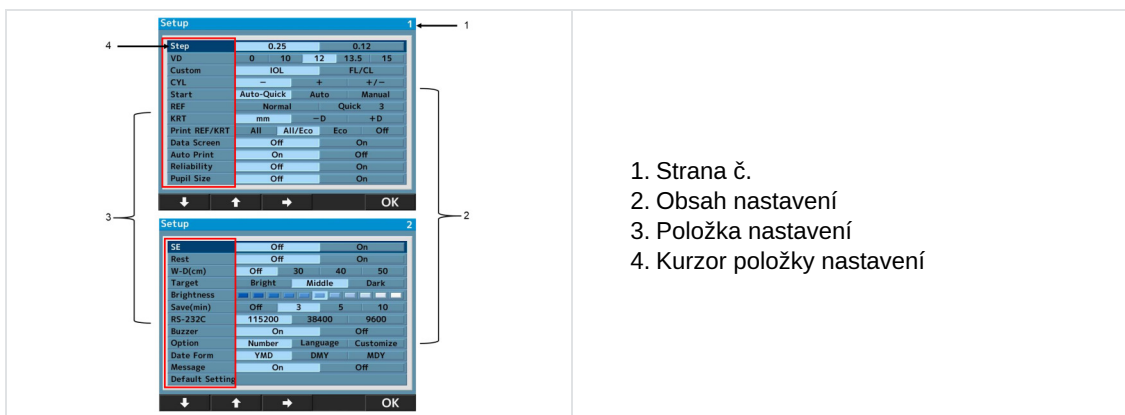 Setup 1
1
4
Step 0.25 0.12
VD 0 10 12 13.5 15
Custom IOL FL/CL
CYL − + +/−
Start Auto-Quick Auto Manual
REF Normal Quick 3
KRT mm −D +D
Print REF/KRT All All/Eco Eco Off
Data Screen Off On
Auto Print On Off
Reliability Off On
Pupil Size Off On
OK
3
2
Setup 2
SE Off On
Rest Off On
W-D(cm) Off 30 40 50
Target Bright Middle Dark
Brightness
Save(min) Off 3 5 10
RS-232C 115200 38400 9600
Buzzer On Off
Option Number Language Customize
Date Form YMD DMY MDY
Message On Off
Default Setting
OK
1. Strana č.
2. Obsah nastavení
3. Položka nastavení
4. Kurzor položky nastavení